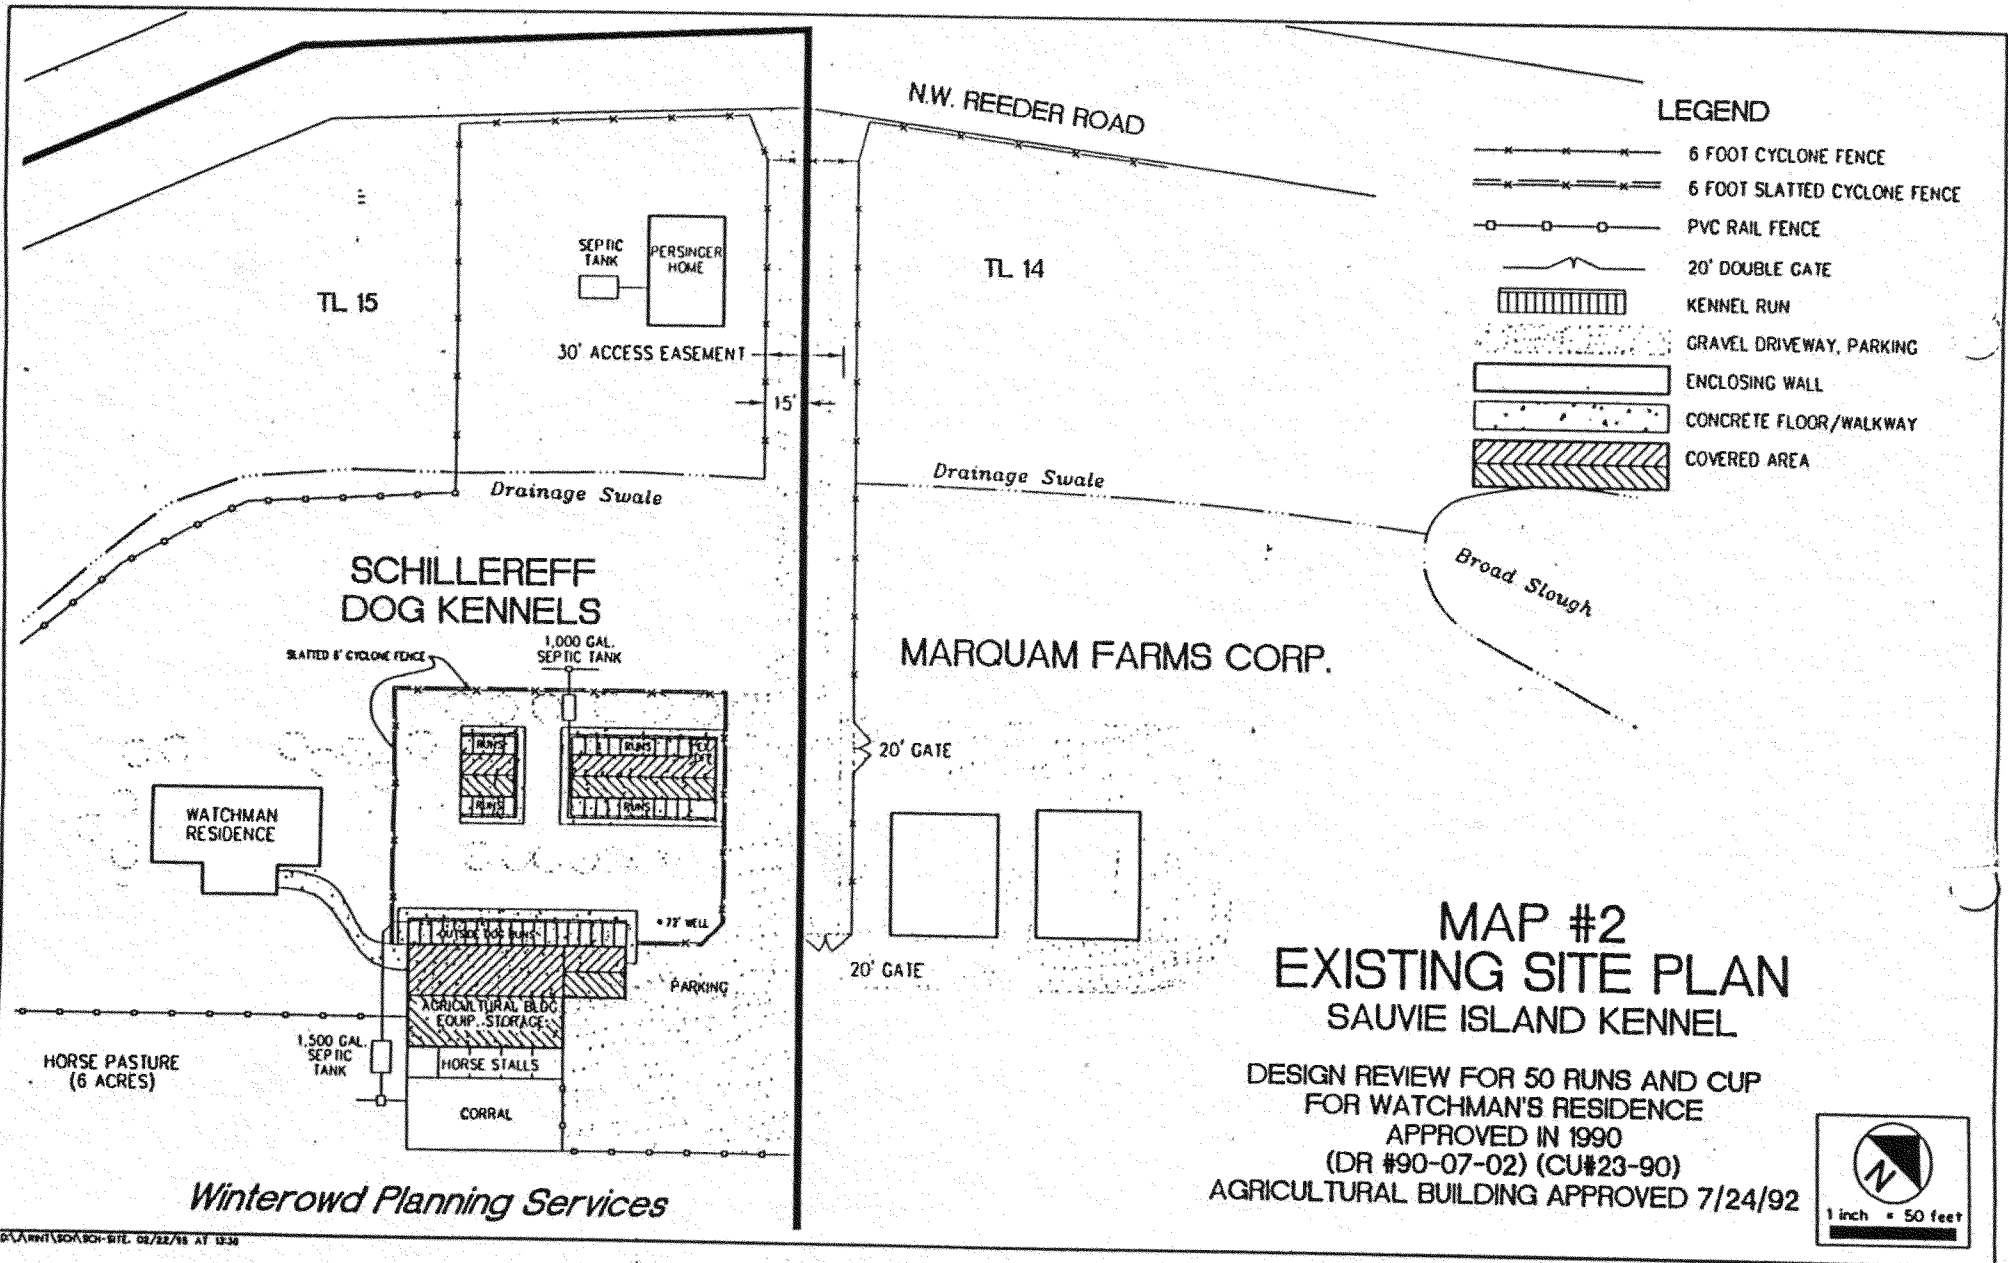 N.W. REEDER ROAD
LEGEND
6 FOOT CYCLONE FENCE
6 FOOT SLATTED CYCLONE FENCE
PVC RAIL FENCE
20' DOUBLE GATE
KENNEL RUN
GRAVEL DRIVEWAY, PARKING
ENCLOSING WALL
CONCRETE FLOOR/WALKWAY
COVERED AREA
SEPTIC
TANK
PERSINGER
HOME
TL 15
TL 14
30' ACCESS EASEMENT
15'
Drainage Swale
Drainage Swale
Broad Slough
SCHILLEREFF
DOG KENNELS
SLATTED 6' CYCLONE FENCE
1,000 GAL.
SEPTIC TANK
MARQUAM FARMS CORP.
RUNS
RUNS
RUNS
RUNS
20' GATE
WATCHMAN
RESIDENCE
OUTSIDE DOG RUNS
WELL
20' GATE
PARKING
AGRICULTURAL BLDG
EQUIP. STORAGE
1,500 GAL.
SEPTIC
TANK
HORSE STALLS
HORSE PASTURE
(6 ACRES)
CORRAL
MAP #2
EXISTING SITE PLAN
SAUVIE ISLAND KENNEL
DESIGN REVIEW FOR 50 RUNS AND CUP
FOR WATCHMAN'S RESIDENCE
APPROVED IN 1990
(DR #90-07-02) (CU#23-90)
AGRICULTURAL BUILDING APPROVED 7/24/92
N
1 inch = 50 feet
Winterowd Planning Services